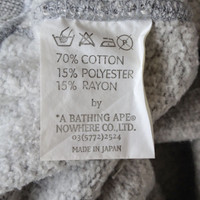 70% COTTON
15% POLYESTER
15% RAYON
by
"A BATHING APE®
NOWHERE CO.,LTD.
03(5772)2524
MADE IN JAPAN